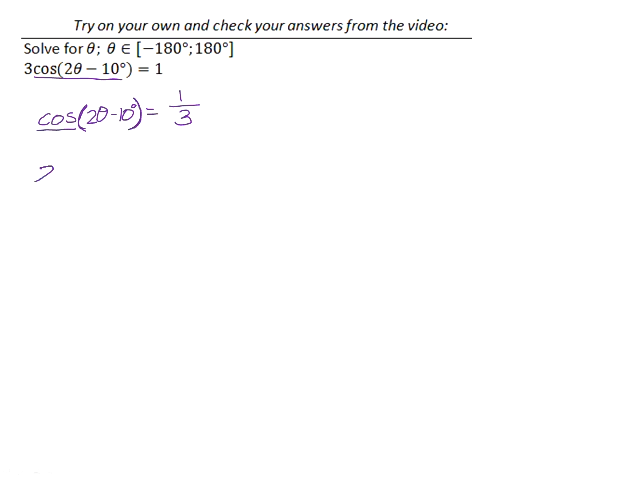 Try on your own and check your answers from the video:
Solve for θ; θ ∈ [−180°; 180°]
3cos(2θ − 10°) = 1
cos(2θ-10°) = 1/3
2